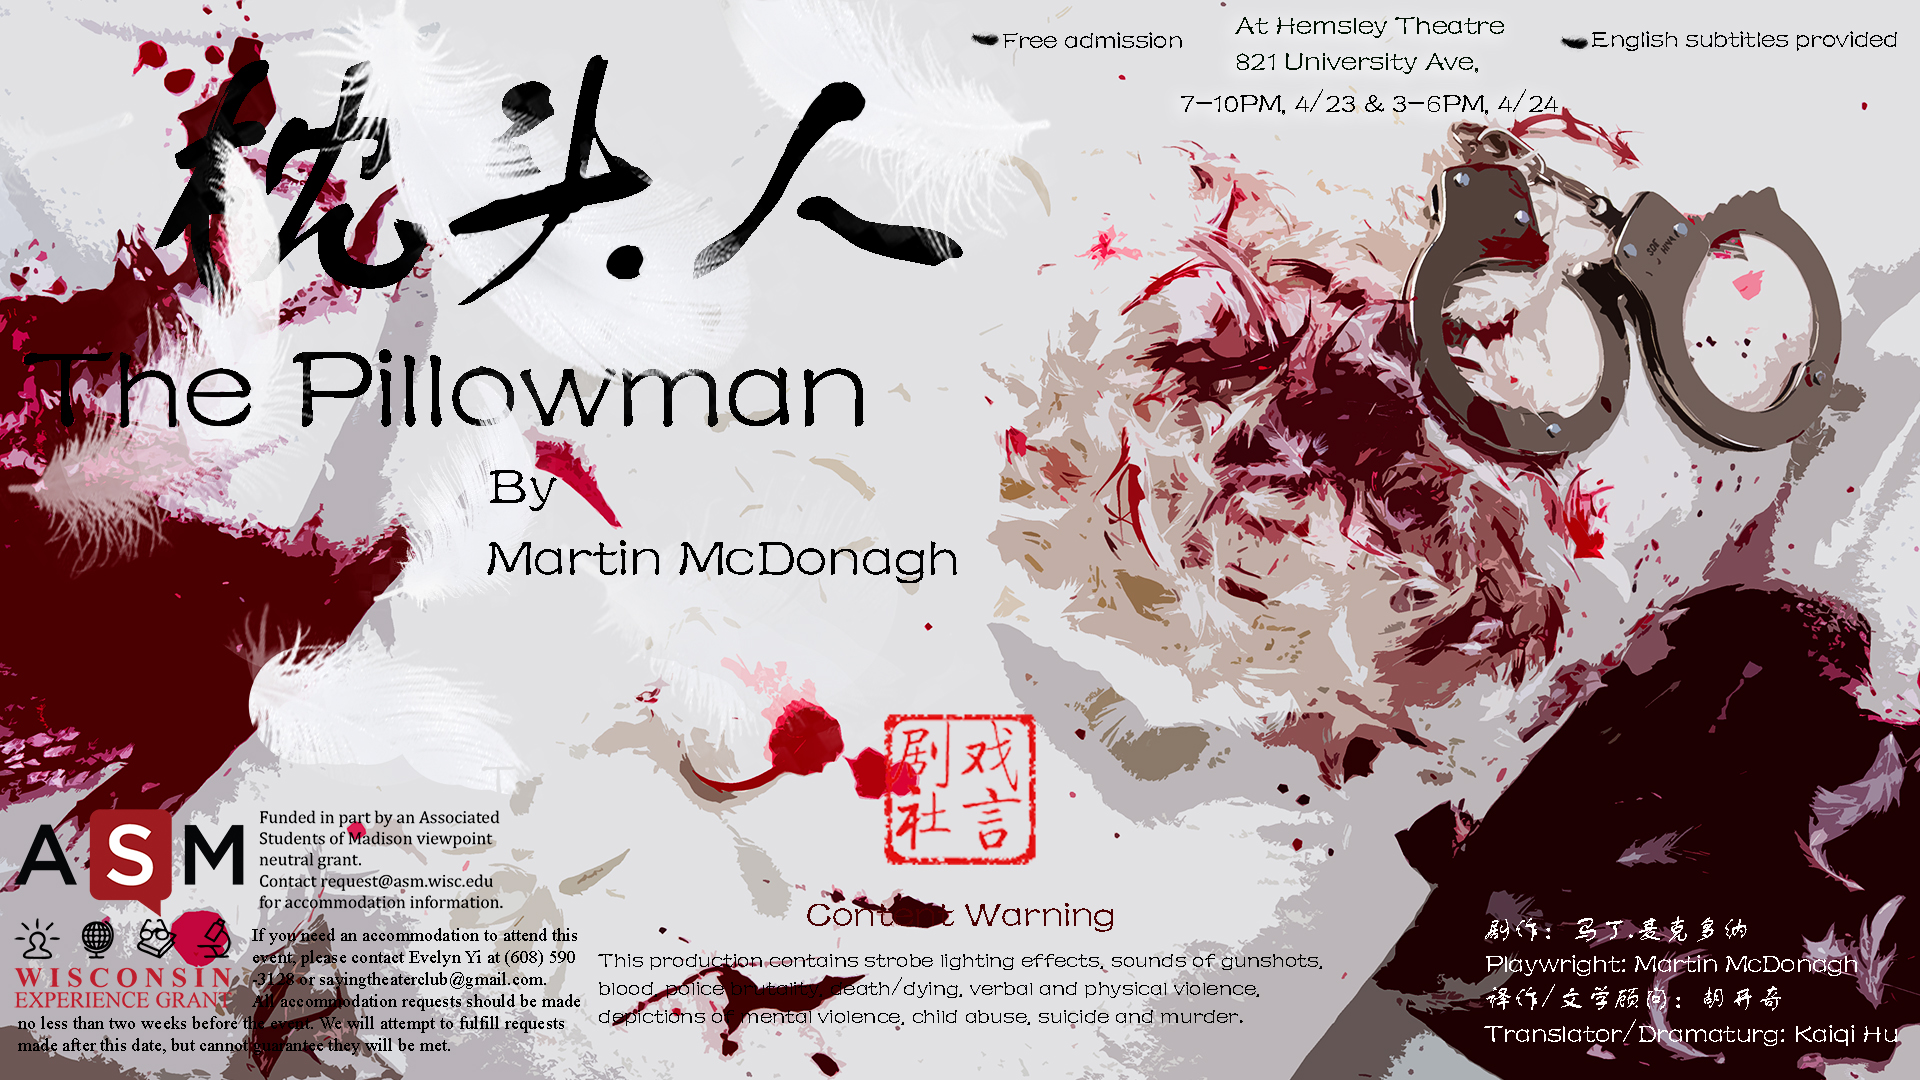 Free admission
At Hemsley Theatre
821 University Ave,
7-10PM, 4/23 & 3-6PM, 4/24
English subtitles provided
枕头人
The Pillowman
By
Martin McDonagh
SDF
剧戏
社言
ASM
Funded in part by an Associated
Students of Madison viewpoint
neutral grant.
Contact request@asm.wisc.edu
for accommodation information.
WISCONSIN
EXPERIENCE GRANT
If you need an accommodation to attend this
event, please contact Evelyn Yi at (608) 590
-3128 or sayingtheaterclub@gmail.com.
All accommodation requests should be made
no less than two weeks before the event. We will attempt to fulfill requests
made after this date, but cannot guarantee they will be met.
Content Warning
This production contains strobe lighting effects, sounds of gunshots,
blood, police brutality, death/dying, verbal and physical violence,
depictions of mental violence, child abuse, suicide and murder.
剧作：马丁.麦克多纳
Playwright: Martin McDonagh
译作/文学顾问：胡开奇
Translator/Dramaturg: Kaiqi Hu